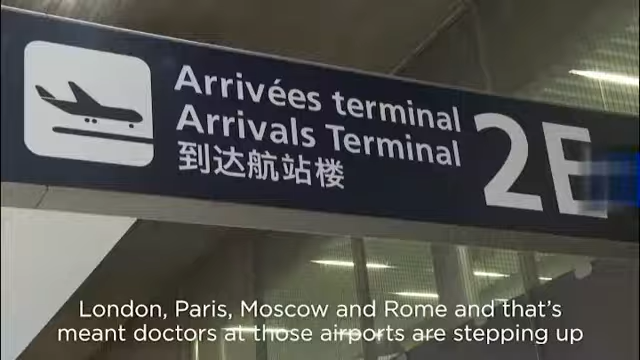 Arrivées terminal
Arrivals Terminal
到达航站楼
2E
London, Paris, Moscow and Rome and that's
meant doctors at those airports are stepping up